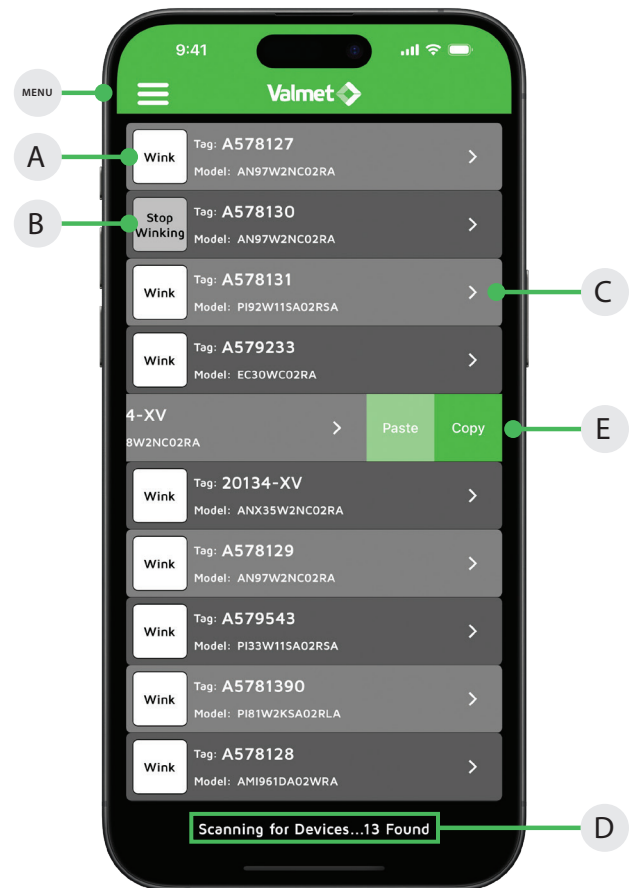 9:41
MENU
Valmet
A
Wink
Tag: A578127
Model: AN97W2NC02RA
B
Stop
Winking
Tag: A578130
Model: AN97W2NC02RA
Wink
Tag: A578131
Model: PI92W11SA02RSA
C
Wink
Tag: A579233
Model: EC30WC02RA
4-XV
8W2NC02RA
Paste
Copy
E
Wink
Tag: 20134-XV
Model: ANX35W2NC02RA
Wink
Tag: A578129
Model: AN97W2NC02RA
Wink
Tag: A579543
Model: PI33W11SA02RSA
Wink
Tag: A5781390
Model: PI81W2KSA02RLA
Wink
Tag: A578128
Model: AMI961DA02WRA
Scanning for Devices...13 Found
D